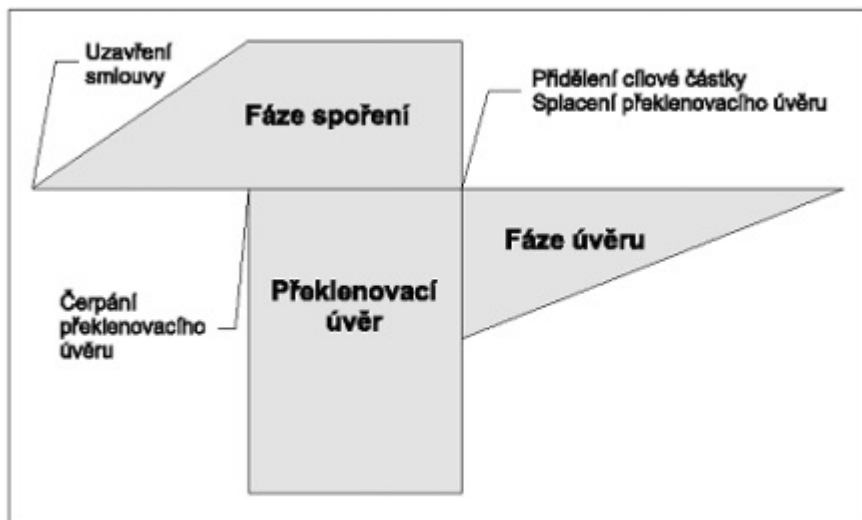 Uzavření
smlouvy
Fáze spoření
Přidělení cílové částky
Splacení překlenovacího úvěru
Fáze úvěru
Čerpání
překlenovacího
úvěru
Překlenovací
úvěr